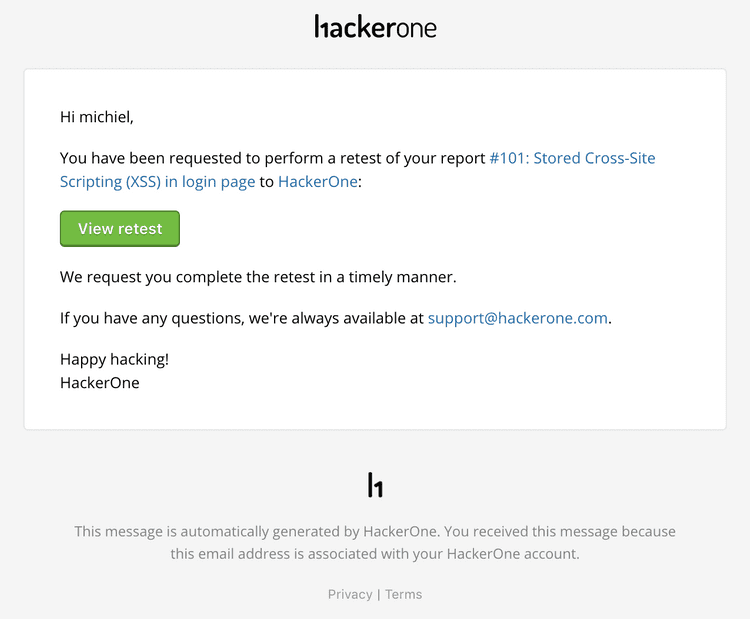 hackerone
Hi michiel,
You have been requested to perform a retest of your report #101: Stored Cross-Site
Scripting (XSS) in login page to HackerOne:
View retest
We request you complete the retest in a timely manner.
If you have any questions, we're always available at support@hackerone.com.
Happy hacking!
HackerOne
h1
This message is automatically generated by HackerOne. You received this message because
this email address is associated with your HackerOne account.
Privacy | Terms